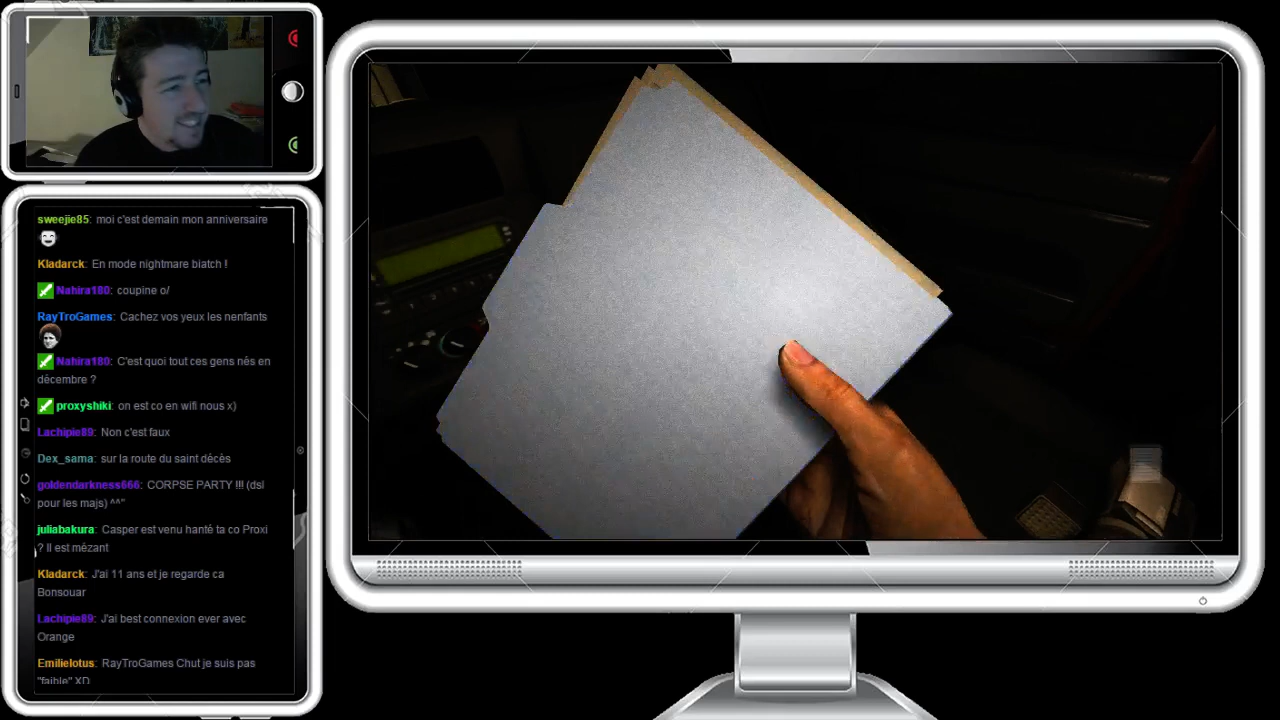 sweejie85: moi c'est demain mon anniversaire
Kladarck: En mode nightmare biatch !
Nahira180: coupine o/
RayTroGames: Cachez vos yeux les nenfants
Nahira180: C'est quoi tout ces gens nés en
décembre ?
proxyshiki: on est co en wifi nous x)
Lachipie89: Non c'est faux
Dex_sama: sur la route du saint décès
goldendarkness666: CORPSE PARTY !!! (dsl
pour les majs) ^^"
juliabakura: Casper est venu hanté ta co Proxi
? Il est mézant
Kladarck: J'ai 11 ans et je regarde ca
Bonsouar
Lachipie89: J'ai best connexion ever avec
Orange
Emilielotus: RayTroGames Chut je suis pas
"faible" XD